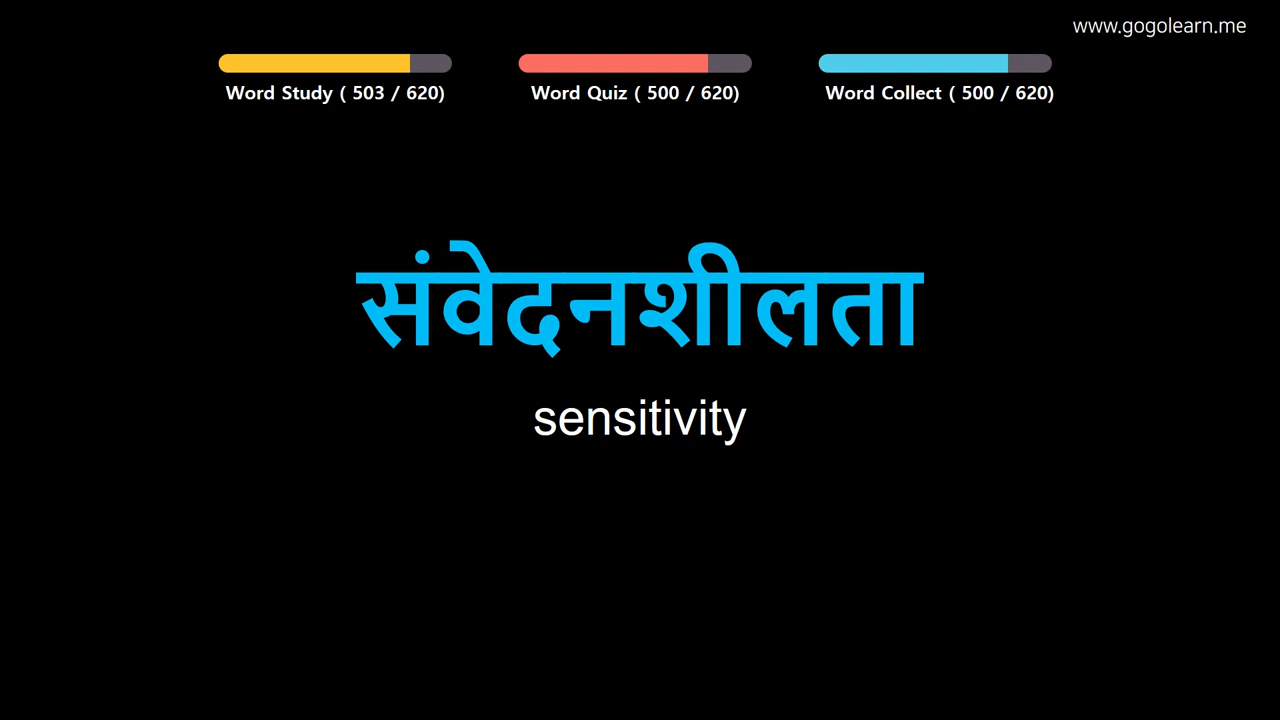 www.gogolearn.me
Word Study ( 503 / 620)
Word Quiz ( 500 / 620)
Word Collect ( 500 / 620)
संवेदनशीलता
sensitivity